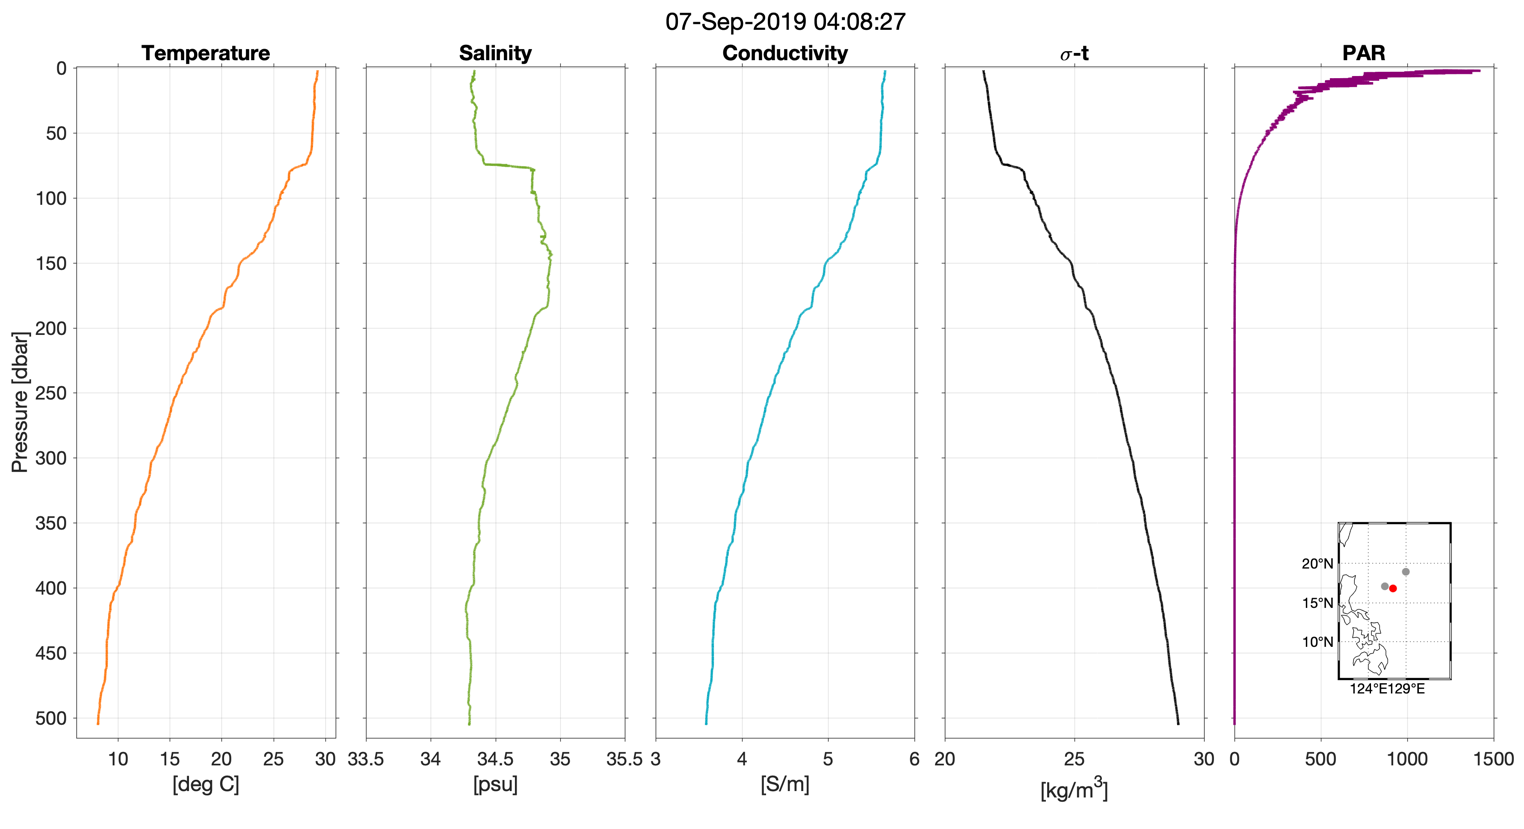 07-Sep-2019 04:08:27
Temperature Salinity Conductivity σ-t PAR
0
50
100
150
200
250
300
350
400
450
500
Pressure [dbar]
10 15 20 25 30
[deg C]
33.5 34 34.5 35 35.5
[psu]
3 4 5 6
[S/m]
20 25 30
[kg/m³]
0 500 1000 1500
20°N
15°N
10°N
124°E 129°E